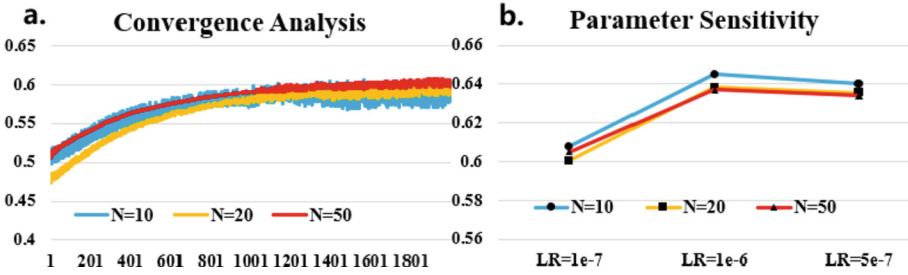 a.
Convergence Analysis
0.65
0.6
0.55
0.5
0.45
0.4
N=10 N=20 N=50
1 201 401 601 801 1001 1201 1401 1601 1801
b.
Parameter Sensitivity
0.66
0.64
0.62
0.6
0.58
0.56
N=10 N=20 N=50
LR=1e-7 LR=1e-6 LR=5e-7